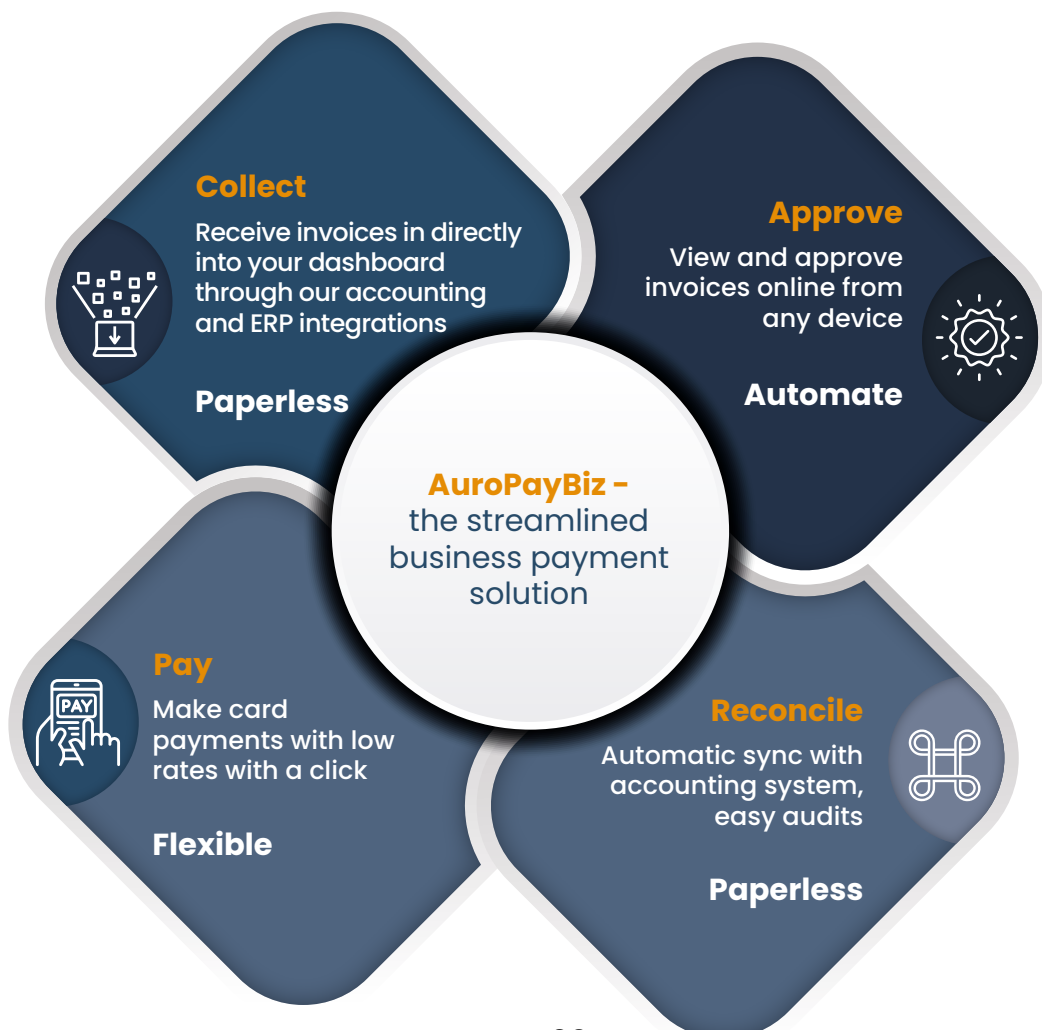 Collect
Receive invoices in directly
into your dashboard
through our accounting
and ERP integrations
Paperless
Approve
View and approve
invoices online from
any device
Automate
AuroPayBiz -
the streamlined
business payment
solution
Pay
Make card
payments with low
rates with a click
Flexible
PAY
Reconcile
Automatic sync with
accounting system,
easy audits
Paperless